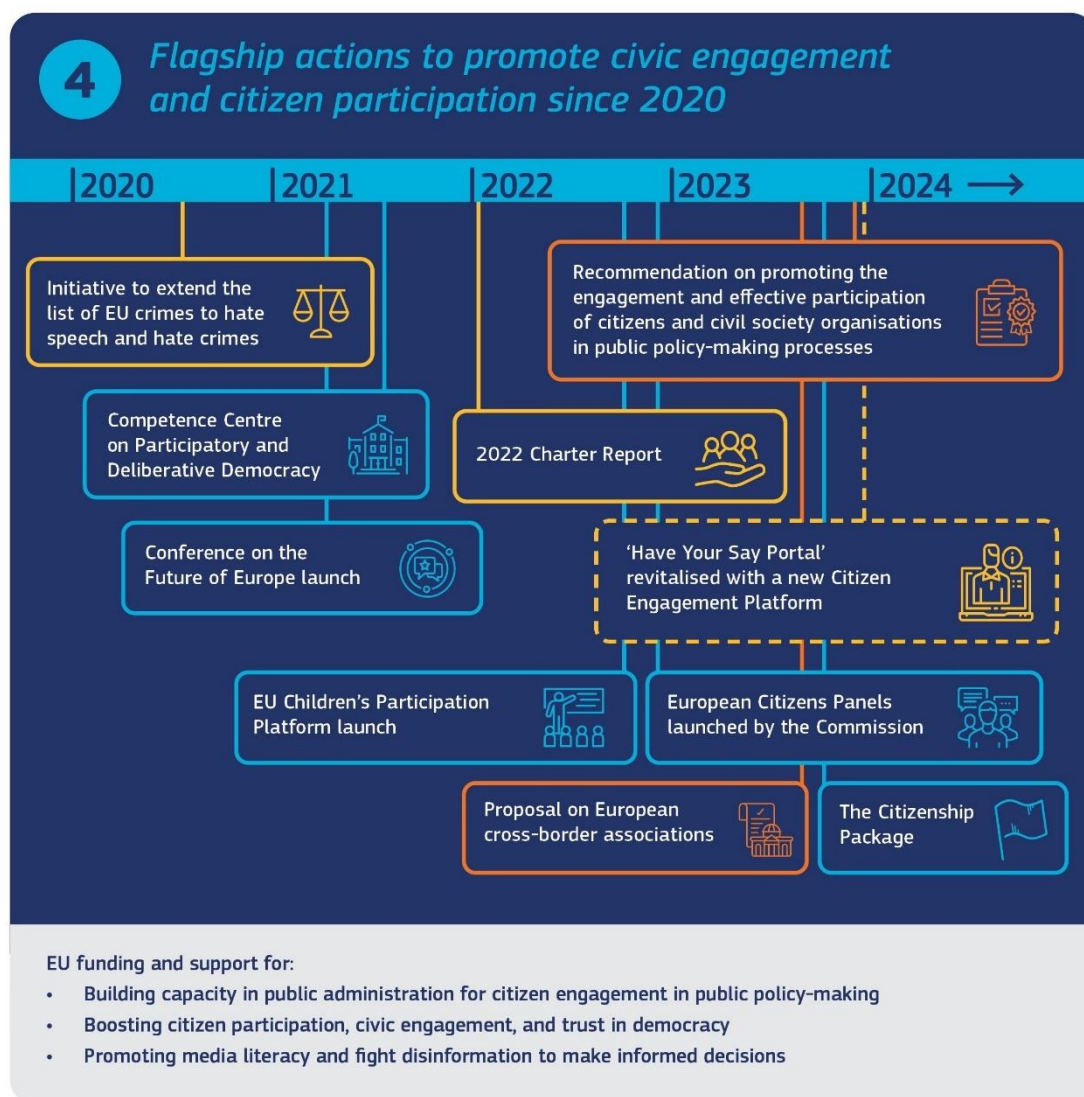 4
Flagship actions to promote civic engagement
and citizen participation since 2020
|2020 |2021 |2022 |2023 |2024
Initiative to extend the
list of EU crimes to hate
speech and hate crimes
Recommendation on promoting the
engagement and effective participation
of citizens and civil society organisations
in public policy-making processes
Competence Centre
on Participatory and
Deliberative Democracy
2022 Charter Report
Conference on the
Future of Europe launch
‘Have Your Say Portal’
revitalised with a new Citizen
Engagement Platform
EU Children’s Participation
Platform launch
European Citizens Panels
launched by the Commission
Proposal on European
cross-border associations
The Citizenship
Package
EU funding and support for:
• Building capacity in public administration for citizen engagement in public policy-making
• Boosting citizen participation, civic engagement, and trust in democracy
• Promoting media literacy and fight disinformation to make informed decisions